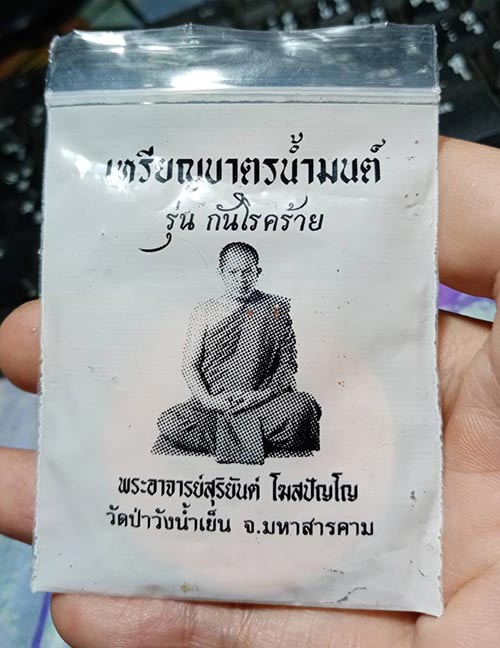 เหรียญบาตรน้ำมนต์
รุ่น กันโรคร้าย
พระอาจารย์สุริยันต์ โฆสปัญโญ
วัดป่าวังน้ำเย็น จ.มหาสารคาม